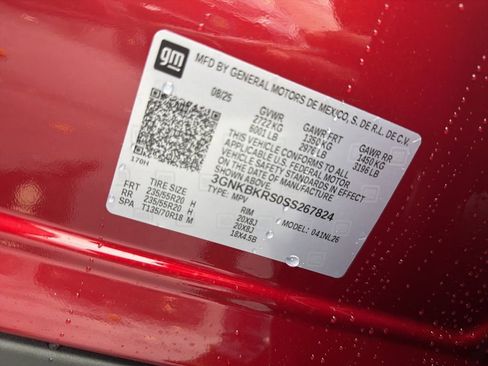 gm
MFD BY GENERAL MOTORS DE MEXICO, S. DE R.L. DE C.V.
08/25 GVWR GAWR FRT GAWR RR
2722 KG 1350 KG 1450 KG
6001 LB 2976 LB 3196 LB
THIS VEHICLE CONFORMS TO ALL
APPLICABLE U.S. FEDERAL MOTOR
VEHICLE SAFETY STANDARDS IN EFFECT
ON THE DATE OF MANUFACTURE
SHOWN ABOVE.
170H
3GNKBKRS0SS267824
TYPE: MPV MODEL: 041NL26
TIRE SIZE RIM
FRT 235/55R20 H 20X8J
RR 235/55R20 H 20X8J
SPA T135/70R18 M 18X4.5B